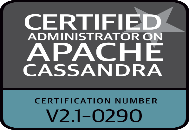 CERTIFIED
ADMINISTRATOR ON
APACHE
CASSANDRA
CERTIFICATION NUMBER
V2.1-0290